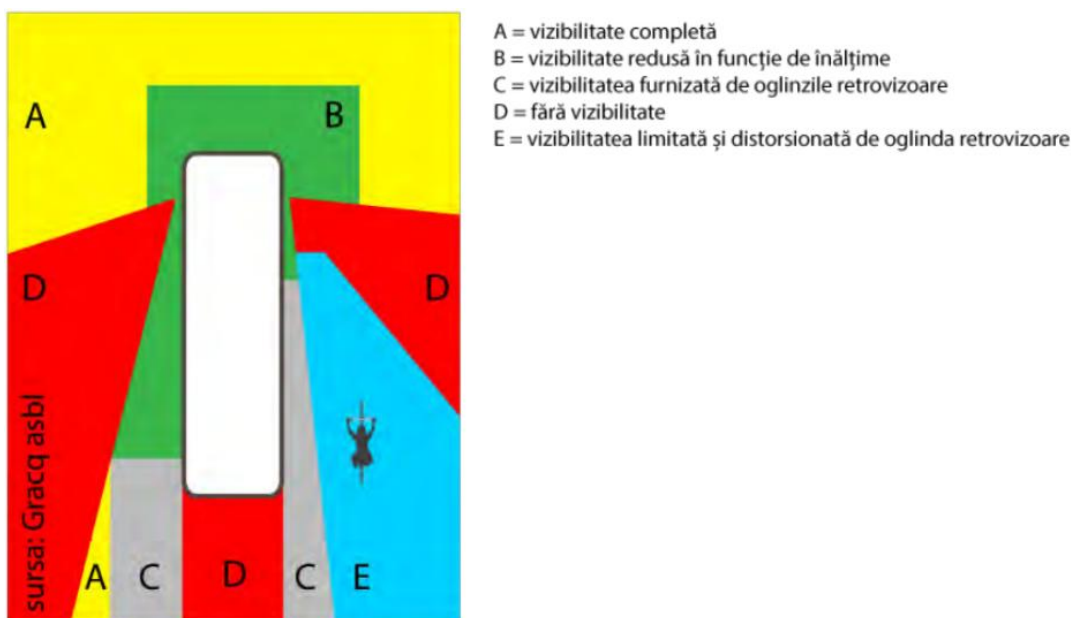 A = vizibilitate completă
B = vizibilitate redusă în funcție de înălțime
C = vizibilitatea furnizată de oglinzile retrovizoare
D = fără vizibilitate
E = vizibilitatea limitată și distorsionată de oglinda retrovizoare
A
B
D
D
sursa: Gracq asbl
A
C
D
C
E